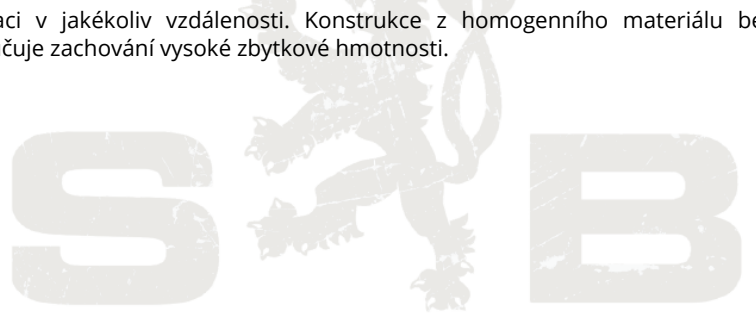 aci v jakékoliv vzdálenosti. Konstrukce z homogenního materiálu be
čuje zachování vysoké zbytkové hmotnosti.
S B